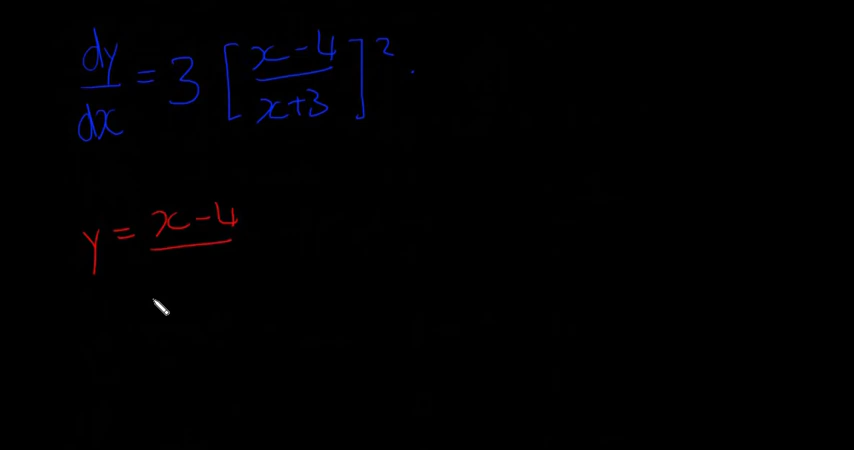 dy/dx = 3 [x-4/x+3]² .
y = x-4